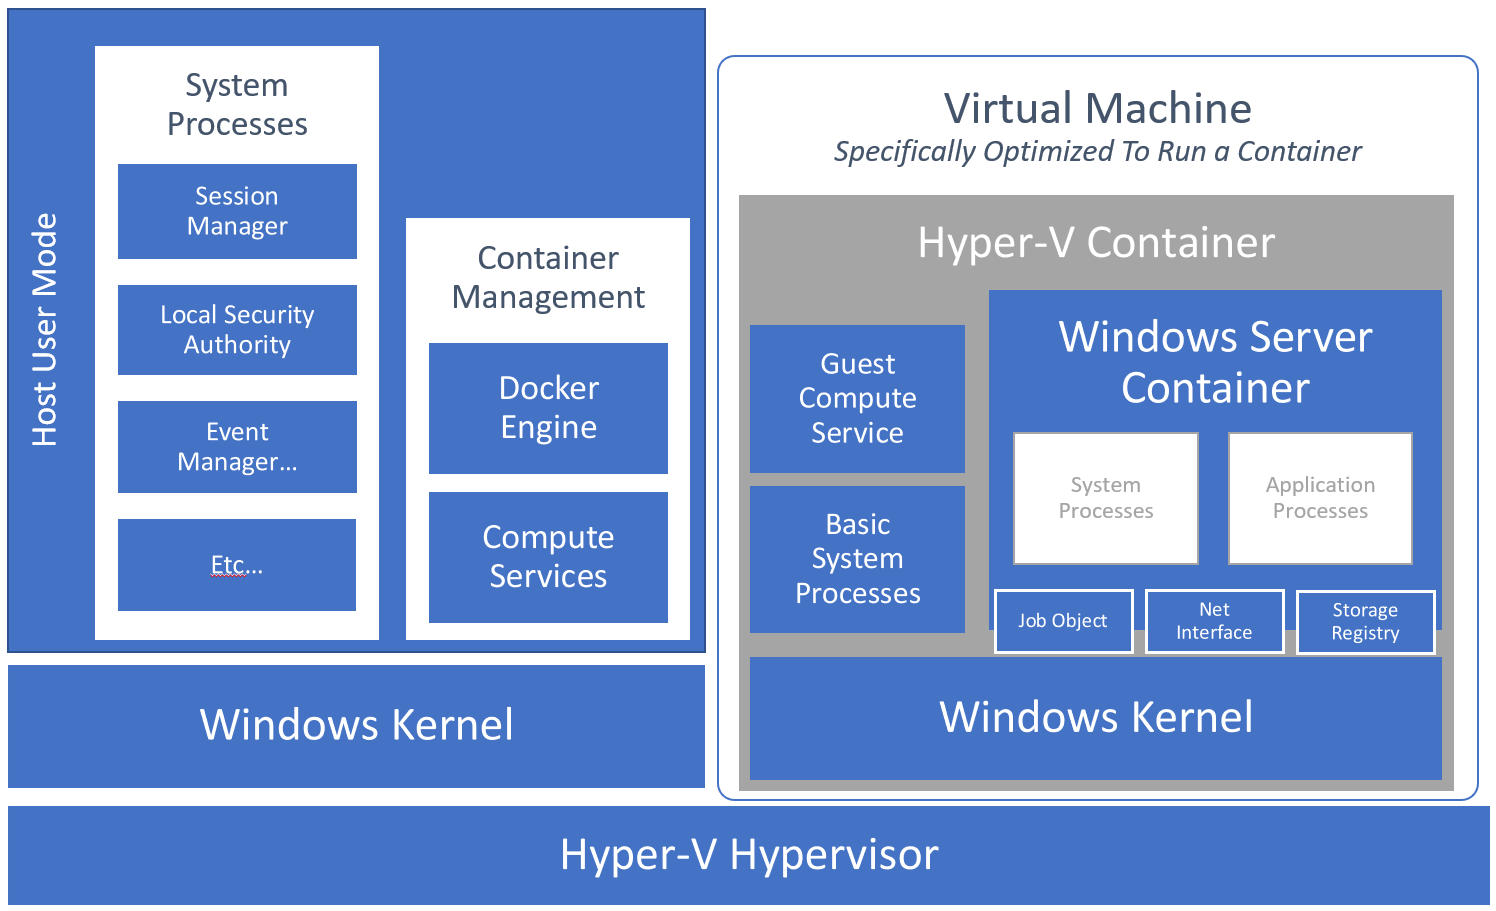 Host User Mode
System
Processes
Session
Manager
Local Security
Authority
Event
Manager...
Etc...
Container
Management
Docker
Engine
Compute
Services
Windows Kernel
Virtual Machine
Specifically Optimized To Run a Container
Hyper-V Container
Guest
Compute
Service
Basic
System
Processes
Windows Server
Container
System
Processes
Application
Processes
Job Object
Net
Interface
Storage
Registry
Windows Kernel
Hyper-V Hypervisor